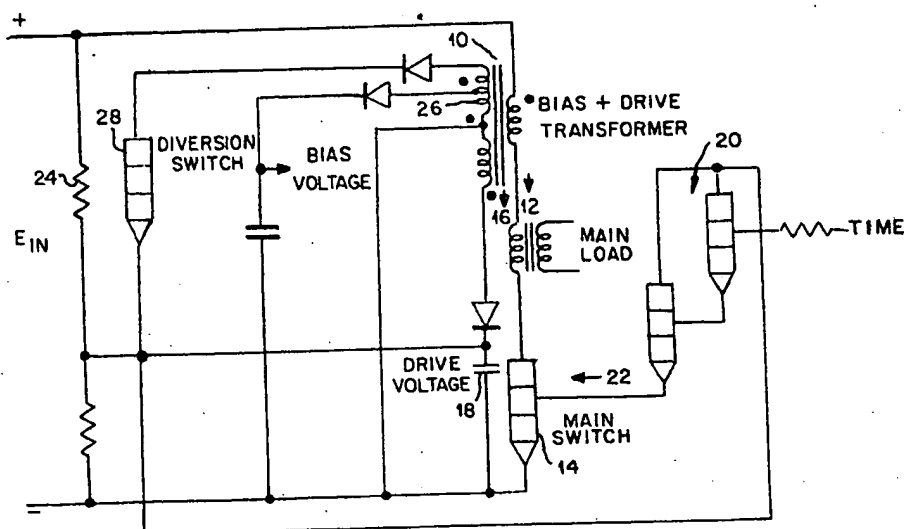 +
10
28
DIVERSION
SWITCH
26
BIAS + DRIVE
TRANSFORMER
20
24
BIAS
VOLTAGE
16
12
E IN
MAIN
LOAD
TIME
DRIVE
VOLTAGE
18
22
MAIN
SWITCH
14
−